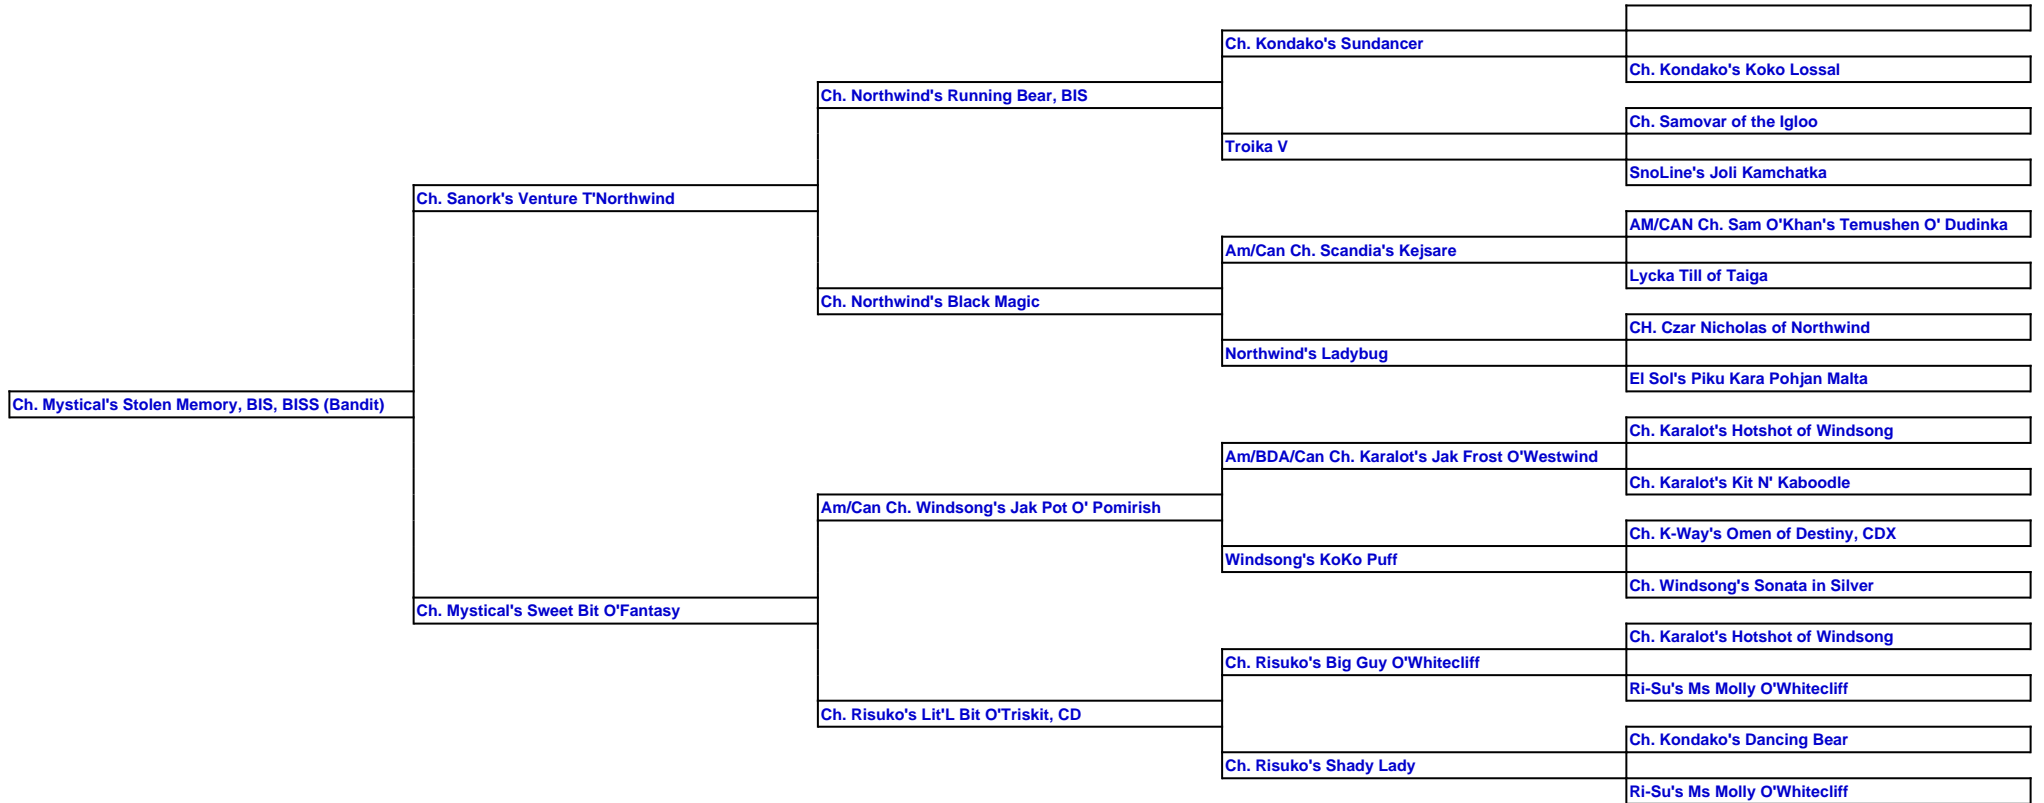 Ch. Kondako's Sundancer
Ch. Kondako's Koko Lossal
Ch. Northwind's Running Bear, BIS
Ch. Samovar of the Igloo
Troika V
SnoLine's Joli Kamchatka
Ch. Sanork's Venture T'Northwind
AM/CAN Ch. Sam O'Khan's Temushen O' Dudinka
Am/Can Ch. Scandia's Kejsare
Lycka Till of Taiga
Ch. Northwind's Black Magic
CH. Czar Nicholas of Northwind
Northwind's Ladybug
El Sol's Piku Kara Pohjan Malta
Ch. Mystical's Stolen Memory, BIS, BISS (Bandit)
Ch. Karalot's Hotshot of Windsong
Am/BDA/Can Ch. Karalot's Jak Frost O'Westwind
Ch. Karalot's Kit N' Kaboodle
Am/Can Ch. Windsong's Jak Pot O' Pomirish
Ch. K-Way's Omen of Destiny, CDX
Windsong's KoKo Puff
Ch. Windsong's Sonata in Silver
Ch. Mystical's Sweet Bit O'Fantasy
Ch. Karalot's Hotshot of Windsong
Ch. Risuko's Big Guy O'Whitecliff
Ri-Su's Ms Molly O'Whitecliff
Ch. Risuko's Lit'L Bit O'Triskit, CD
Ch. Kondako's Dancing Bear
Ch. Risuko's Shady Lady
Ri-Su's Ms Molly O'Whitecliff